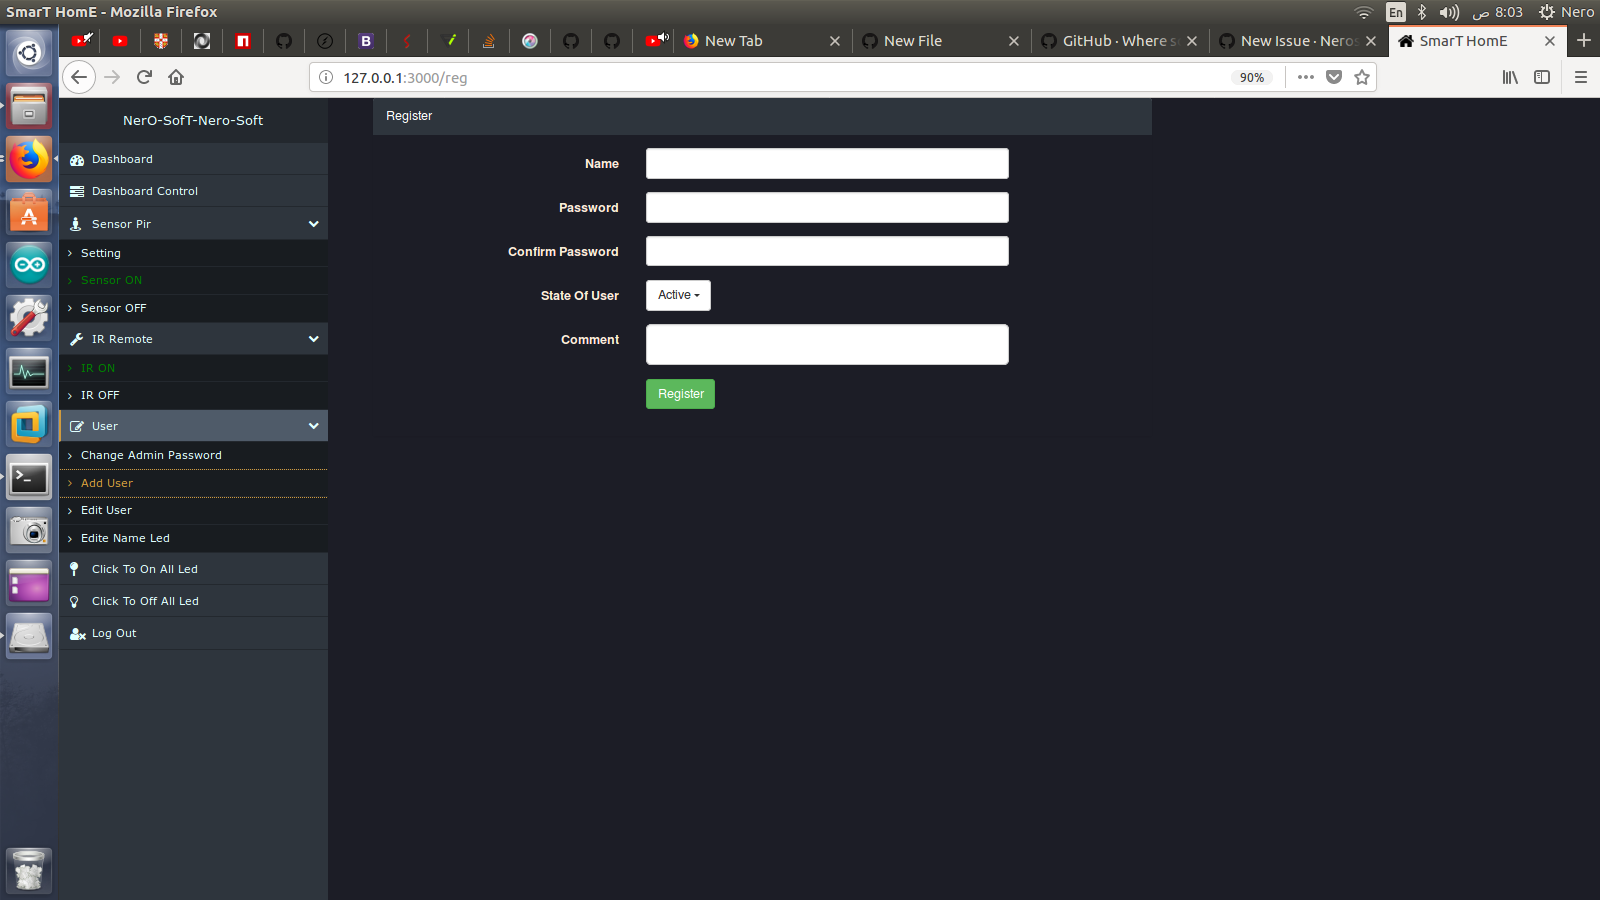 SmarT HomE - Mozilla Firefox
En
8:03 ص
Nero
New Tab
New File
GitHub · Where s
New Issue · Neros
SmarT HomE
127.0.0.1:3000/reg
90%
NerO-SofT-Nero-Soft
Dashboard
Dashboard Control
Sensor Pir
Setting
Sensor ON
Sensor OFF
IR Remote
IR ON
IR OFF
User
Change Admin Password
Add User
Edit User
Edite Name Led
Click To On All Led
Click To Off All Led
Log Out
Register
Name
Password
Confirm Password
State Of User
Active
Comment
Register